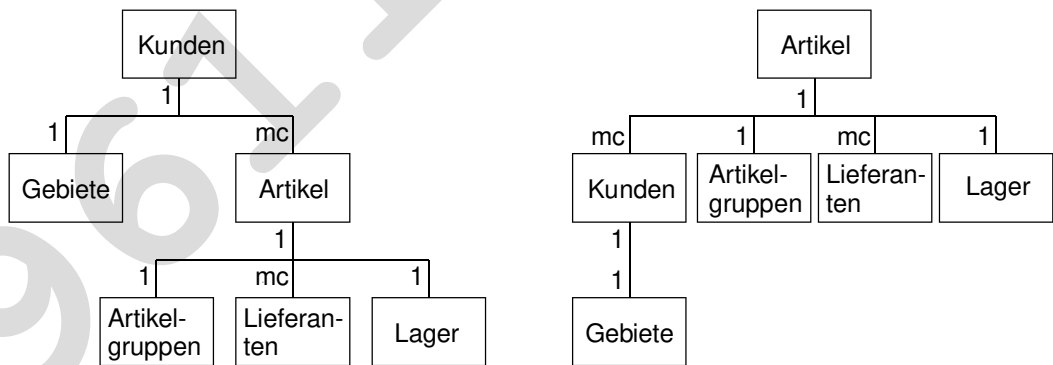 Kunden
1
1
mc
Gebiete
Artikel
1
1
mc
1
Artikel-
gruppen
Lieferan-
ten
Lager
Artikel
1
mc
1
mc
1
Kunden
Artikel-
gruppen
Lieferan-
ten
Lager
1
1
Gebiete
961